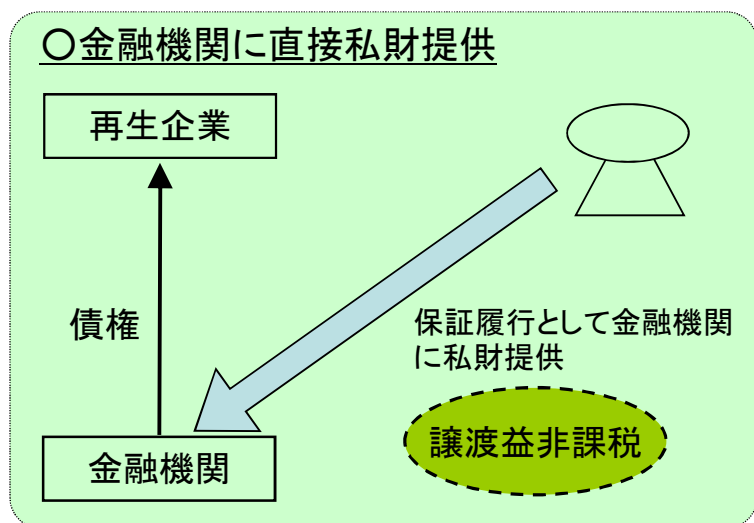 〇金融機関に直接私財提供
再生企業
債権
保証履行として金融機関
に私財提供
譲渡益非課税
金融機関